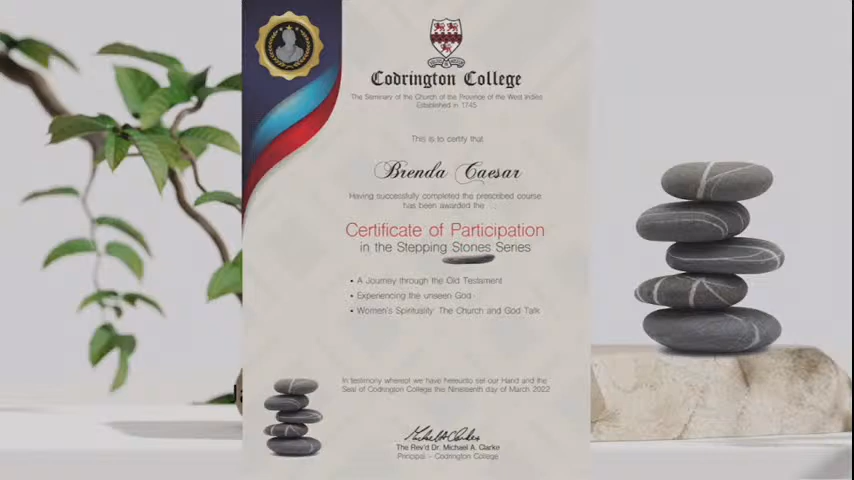 Codrington College
The Seminary of the Church of the Province of the West Indies
Established in 1745
This is to certify that
Brenda Caesar
Having successfully completed the prescribed course
has been awarded the
Certificate of Participation
in the Stepping Stones Series
• A Journey through the Old Testament
• Experiencing the unseen God
• Women's Spirituality: The Church and God Talk
In testimony whereof we have hereunto set our Hand and the
Seal of Codrington College this Nineteenth day of March 2022
The Rev'd Dr. Michael A. Clarke
Principal – Codrington College